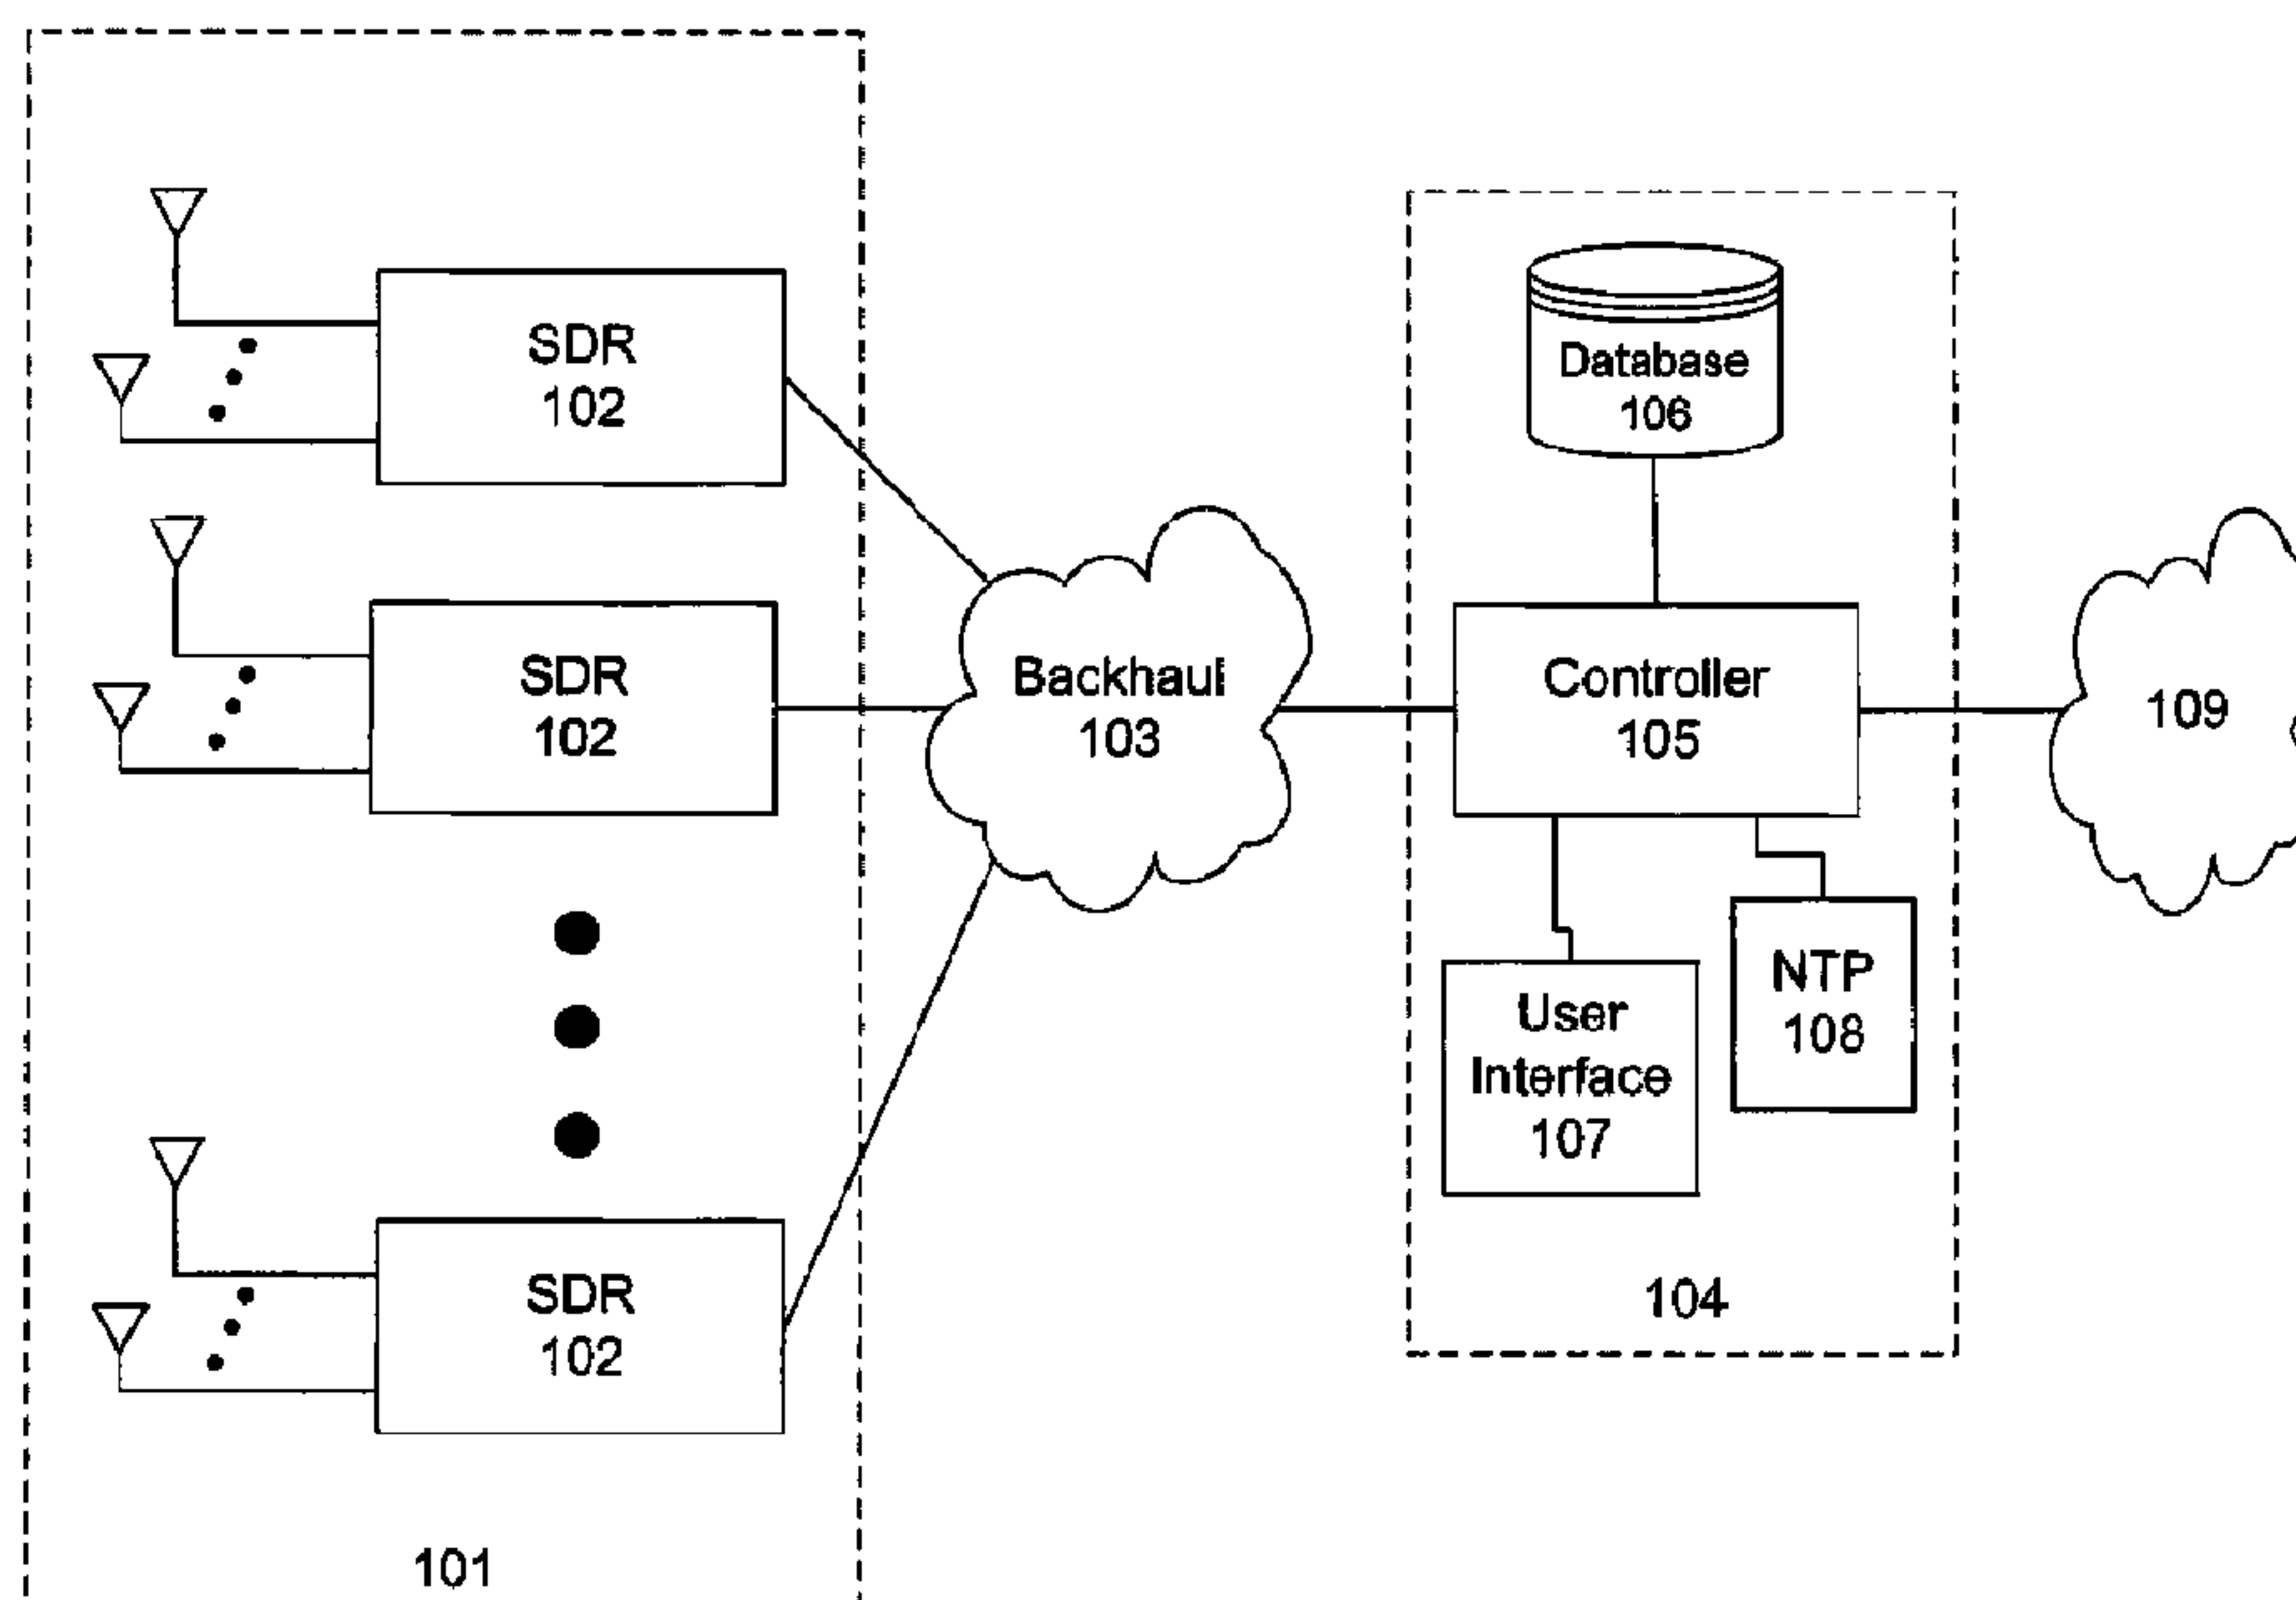 SDR
102
SDR
102
SDR
102
101
Backhaul
103
Database
106
Controller
105
User
Interface
107
NTP
108
104
109